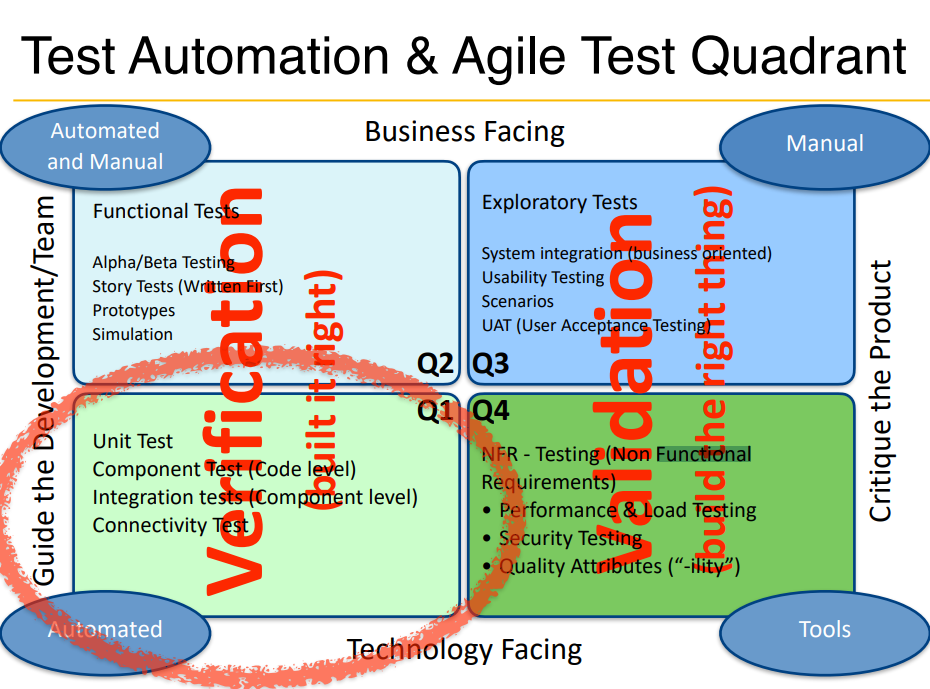 Test Automation & Agile Test Quadrant
Automated
and Manual
Business Facing
Manual
Guide the Development/Team
Functional Tests
Alpha/Beta Testing
Story Tests (Written First)
Prototypes
Simulation
Q2
Exploratory Tests
System integration (business oriented)
Usability Testing
Scenarios
UAT (User Acceptance Testing)
Q3
Verification
(built it right)
Validation
(build the right thing)
Critique the Product
Q1
Unit Test
Component Test (Code level)
Integration tests (Component level)
Connectivity Test
Q4
NFR - Testing (Non Functional
Requirements)
• Performance & Load Testing
• Security Testing
• Quality Attributes (“-ility”)
Automated
Technology Facing
Tools